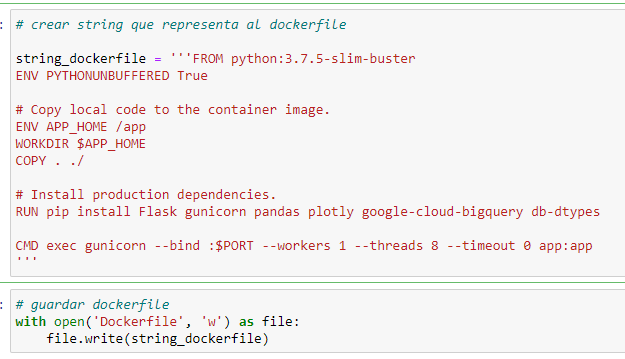 : # crear string que representa al dockerfile
string_dockerfile = '''FROM python:3.7.5-slim-buster
ENV PYTHONUNBUFFERED True
# Copy local code to the container image.
ENV APP_HOME /app
WORKDIR $APP_HOME
COPY . ./
# Install production dependencies.
RUN pip install Flask gunicorn pandas plotly google-cloud-bigquery db-dtypes
CMD exec gunicorn --bind :$PORT --workers 1 --threads 8 --timeout 0 app:app
'''
: # guardar dockerfile
with open('Dockerfile', 'w') as file:
    file.write(string_dockerfile)